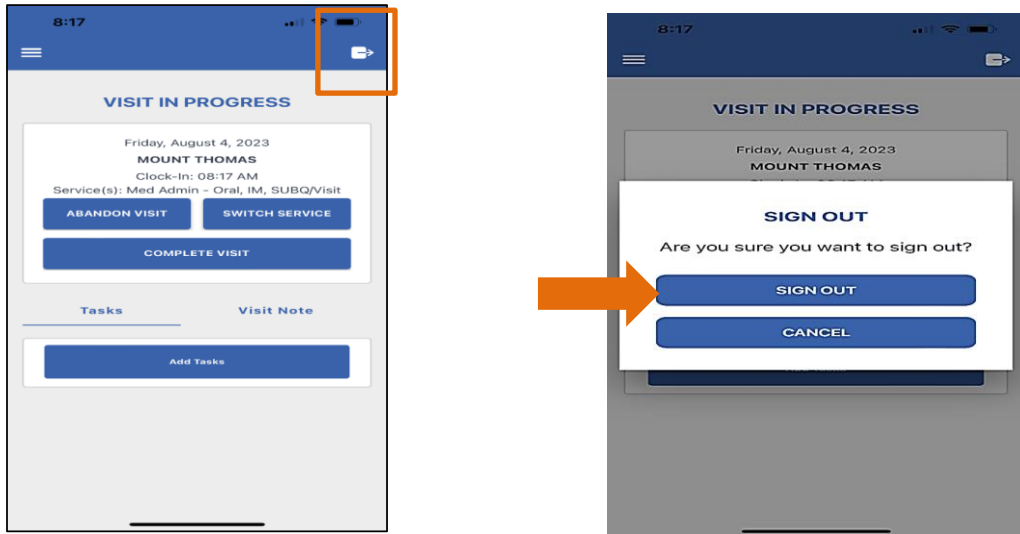 8:17
VISIT IN PROGRESS
Friday, August 4, 2023
MOUNT THOMAS
Clock-In: 08:17 AM
Service(s): Med Admin - Oral, IM, SUBQ/Visit
ABANDON VISIT
SWITCH SERVICE
COMPLETE VISIT
Tasks
Visit Note
Add Tasks
8:17
VISIT IN PROGRESS
Friday, August 4, 2023
MOUNT THOMAS
SIGN OUT
Are you sure you want to sign out?
SIGN OUT
CANCEL